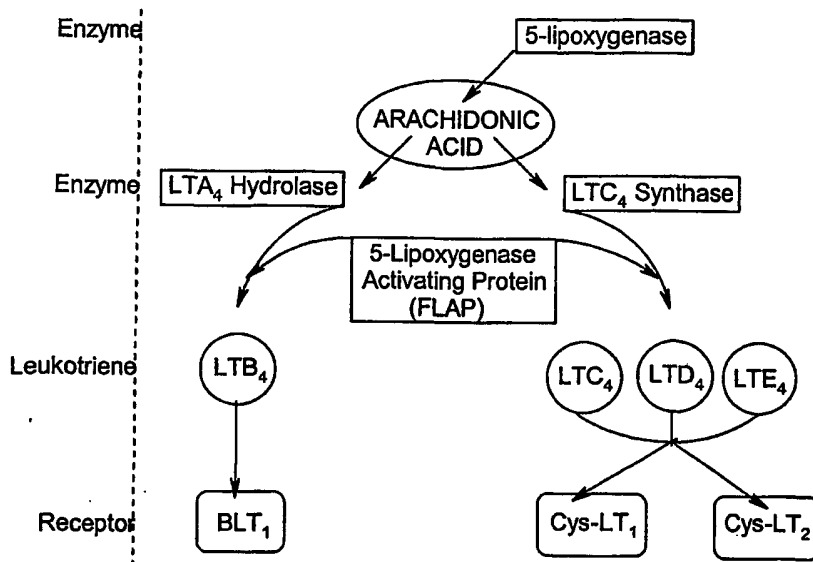 Enzyme
5-lipoxygenase
ARACHIDONIC
ACID
Enzyme
LTA₄ Hydrolase
LTC₄ Synthase
5-Lipoxygenase
Activating Protein
(FLAP)
Leukotriene
LTB₄
LTC₄
LTD₄
LTE₄
Receptor
BLT₁
Cys-LT₁
Cys-LT₂